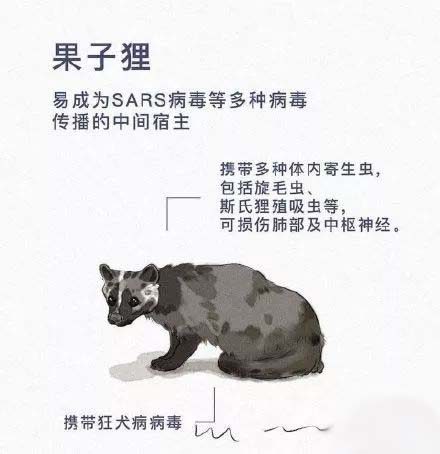 果子狸
易成为SARS病毒等多种病毒
传播的中间宿主
携带多种体内寄生虫，
包括旋毛虫、
斯氏狸殖吸虫等，
可损伤肺部及中枢神经。
携带狂犬病病毒